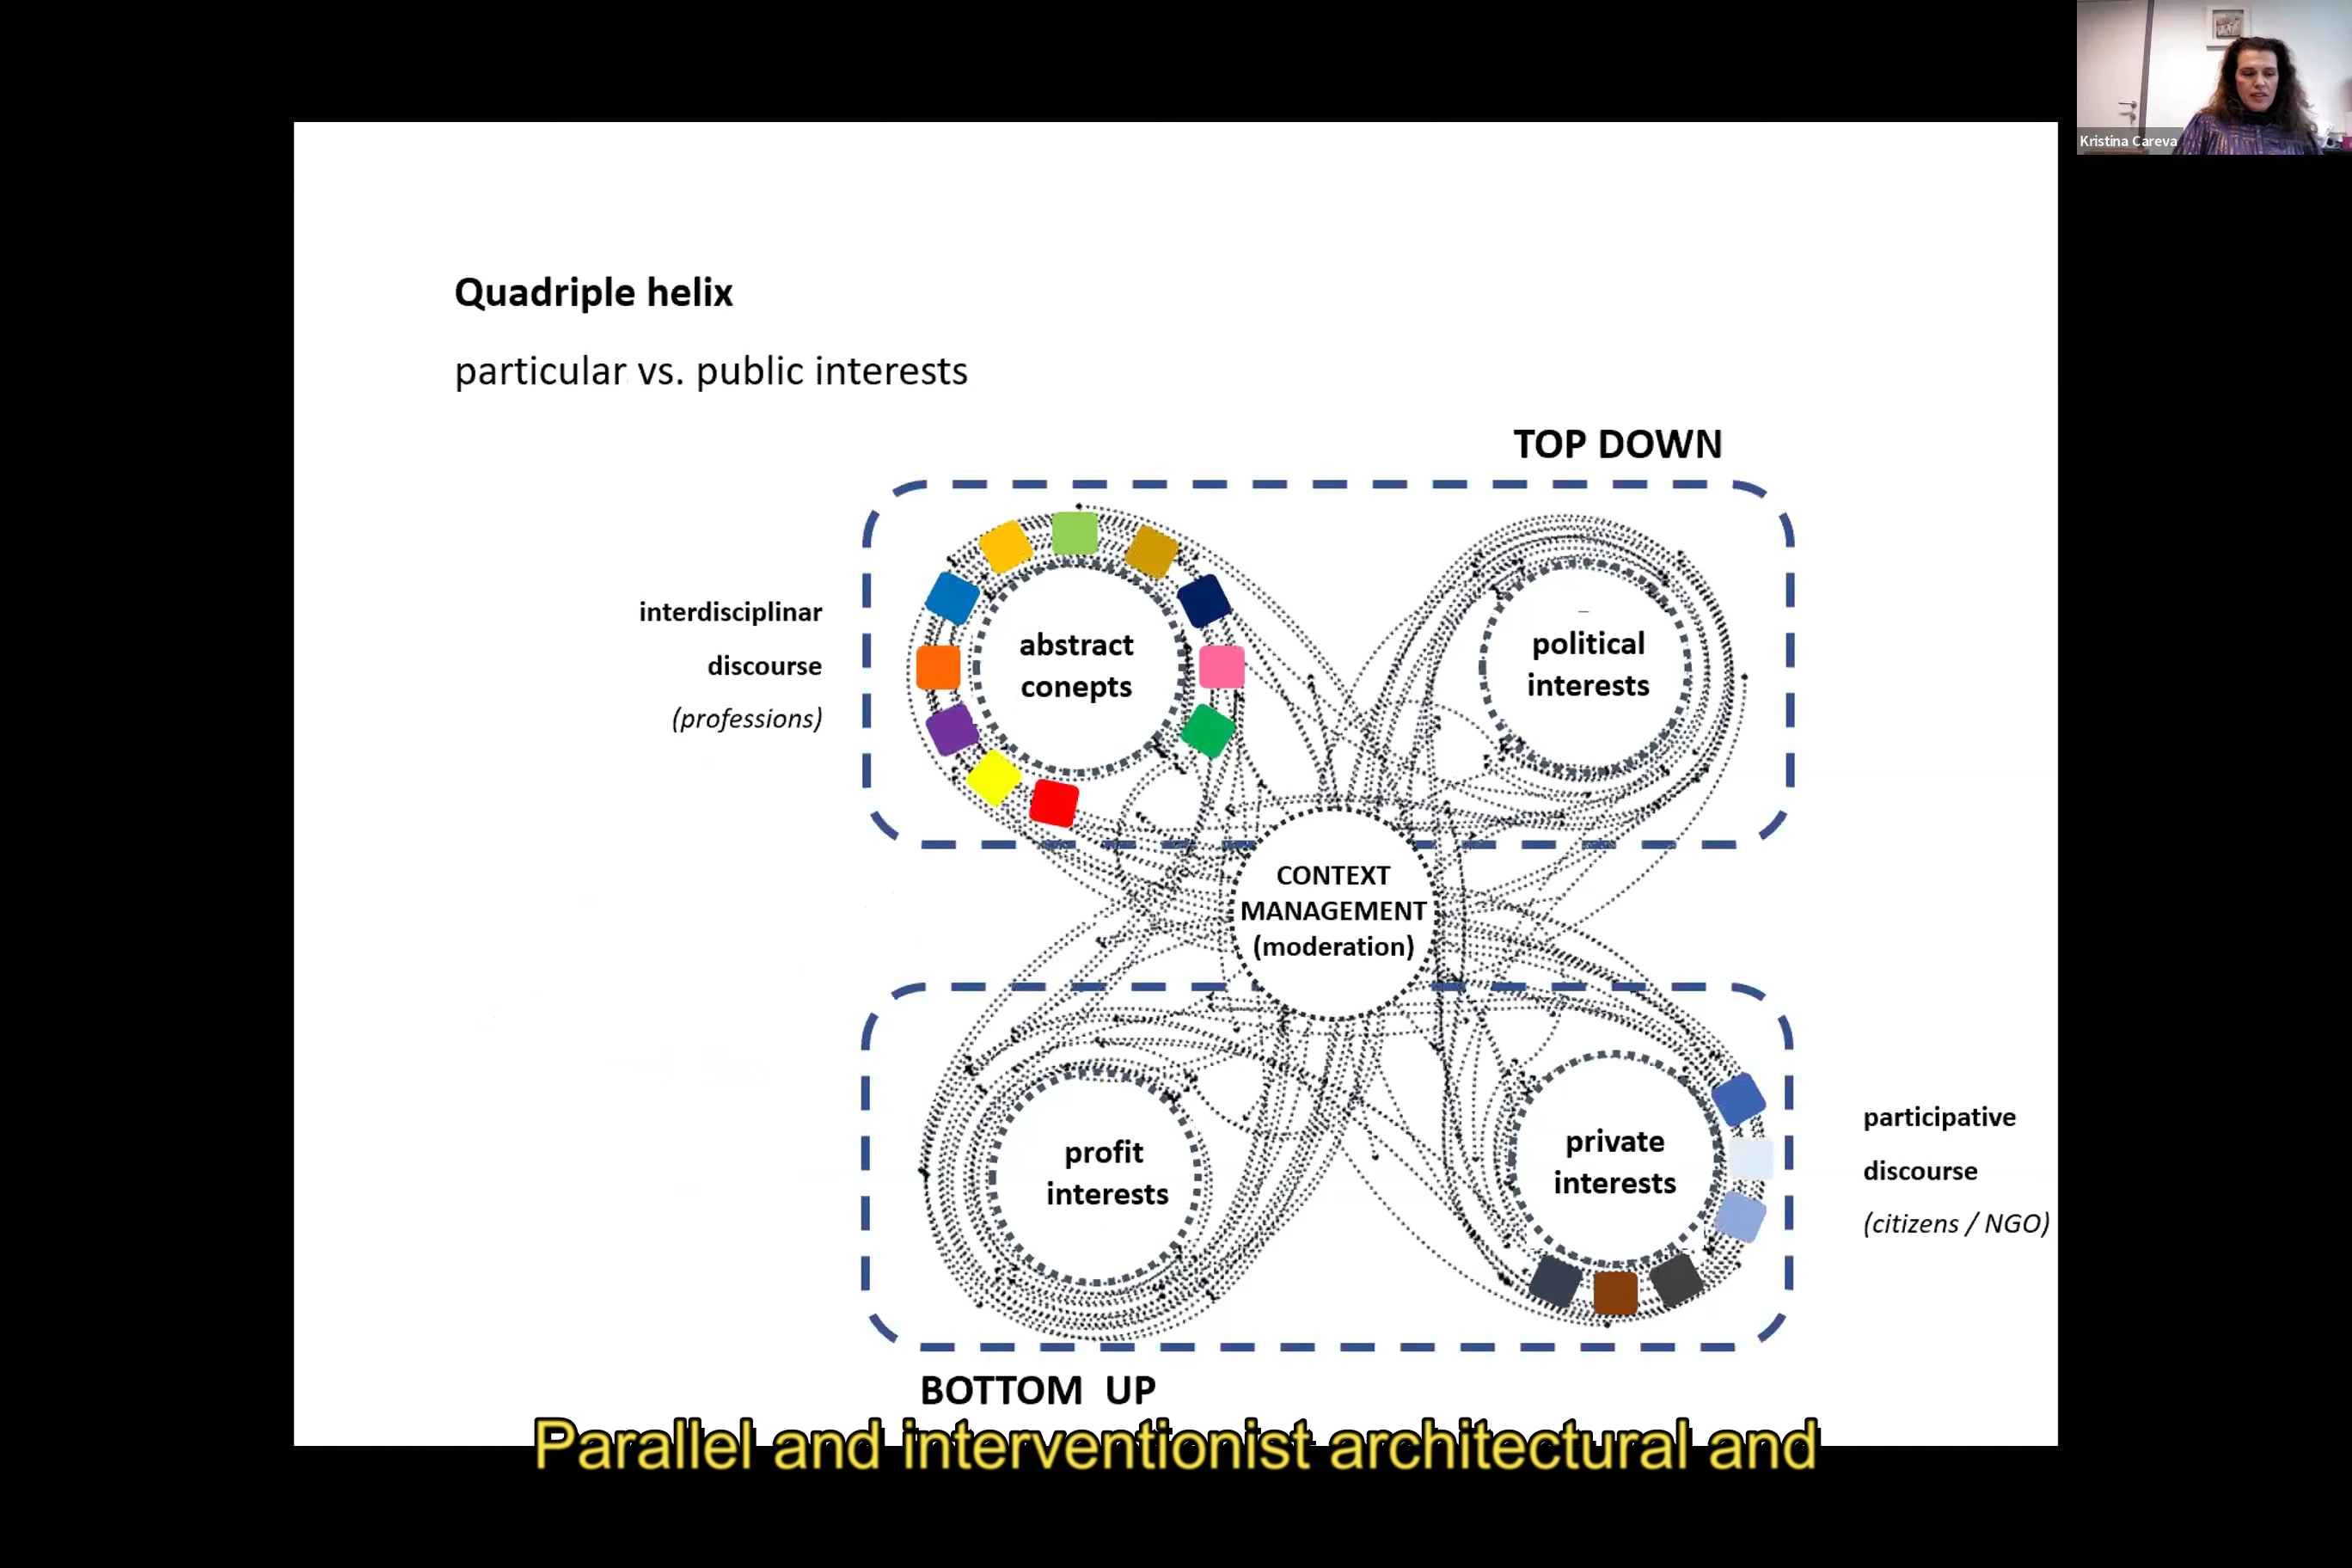 Kristina Careva
Quadriple helix
particular vs. public interests
TOP DOWN
interdisciplinar
discourse
(professions)
abstract
conepts
political
interests
CONTEXT
MANAGEMENT
(moderation)
profit
interests
private
interests
participative
discourse
(citizens / NGO)
BOTTOM UP
Parallel and interventionist architectural and